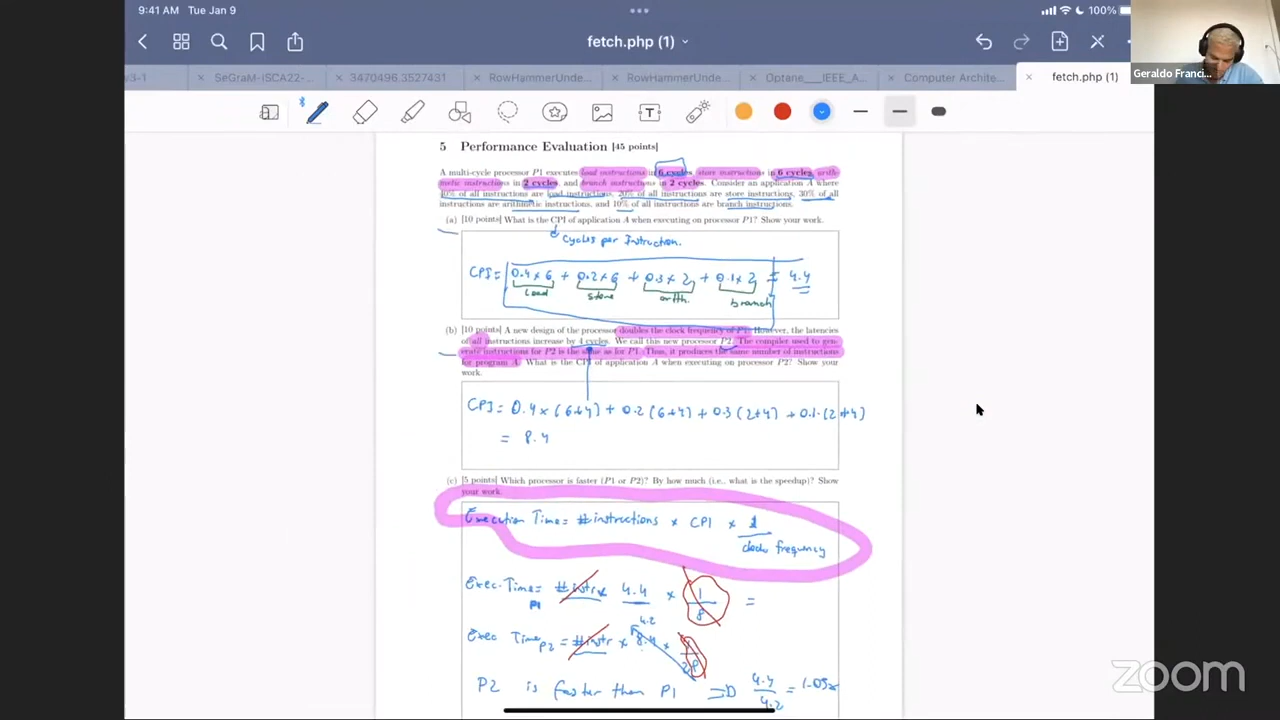 9:41 AM Tue Jan 9
100%
fetch.php (1)
3-1
SeGraM-ISCA22-...
3470496.3527431
RowHammerUnde...
RowHammerUnde...
Optane___IEEE_A...
Computer Archite...
fetch.php (1)
Geraldo Franci...
5 Performance Evaluation [45 points]
A multi-cycle processor P1 executes load instructions in 6 cycles, store instructions in 6 cycles, arith-
metic instructions in 2 cycles, and branch instructions in 2 cycles. Consider an application A where
of all instructions are load instructions, 20% of all instructions are store instructions, 30% of all
instructions are arithmetic instructions, and 10% of all instructions are branch instructions.
(a) [10 points] What is the CPI of application A when executing on processor P1? Show your work.
Cycles per Instruction.
CPI = 0.4 x 6 + 0.2 x 6 + 0.3 x 2 + 0.1 x 2 = 4.4
load store arith. branch
(b) [10 points] A new design of the processor doubles the clock frequency of P1. However, the latencies
of all instructions increase by 4 cycles. We call this new processor P2. The compiler used to gen-
erate instructions for P2 is the same as for P1. Thus, it produces the same number of instructions
for program A. What is the CPI of application A when executing on processor P2? Show your
work.
CPI = 0.4 x (6+4) + 0.2 (6+4) + 0.3 (2+4) + 0.1 . (2+4)
= 8.4
(c) [5 points] Which processor is faster (P1 or P2)? By how much (i.e., what is the speedup)? Show
your work.
Execution Time = #instructions x CPI x 1
clock frequency
Exec. Time P1 = #instr x 4.4 x 1 =
4.2
Exec Time P2 = #instr x 8.4 x
P2 is faster than P1 4.4 = 1.05x
4.2
zoom